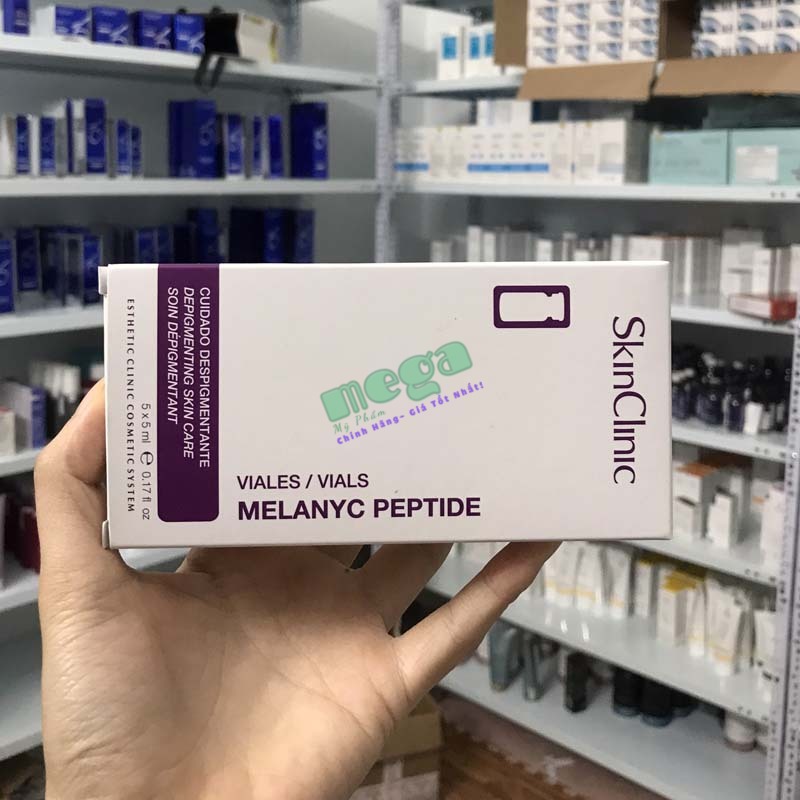 SkinClinic
CUIDADO DESPIGMENTANTE
DEPIGMENTING SKIN CARE
SOIN DÉPIGMENTANT
5 x 5 ml ℮ 0.17 fl oz
ESTHETIC CLINIC COSMETIC SYSTEM
mega
Mỹ Phẩm
Chính Hãng- Giá Tốt Nhất!
VIALES / VIALS
MELANYC PEPTIDE